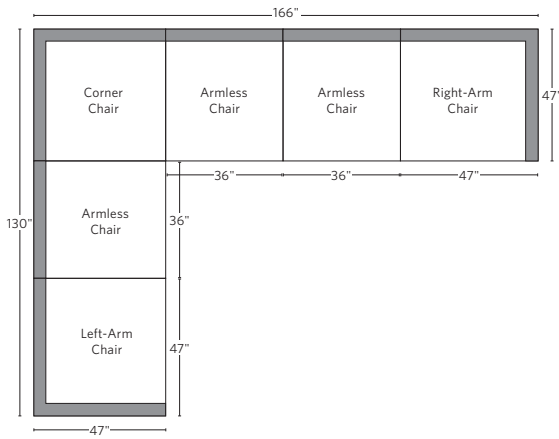 166"
Corner
Chair
Armless
Chair
Armless
Chair
Right-Arm
Chair
47"
36"
36"
47"
130"
Armless
Chair
36"
Left-Arm
Chair
47"
47"